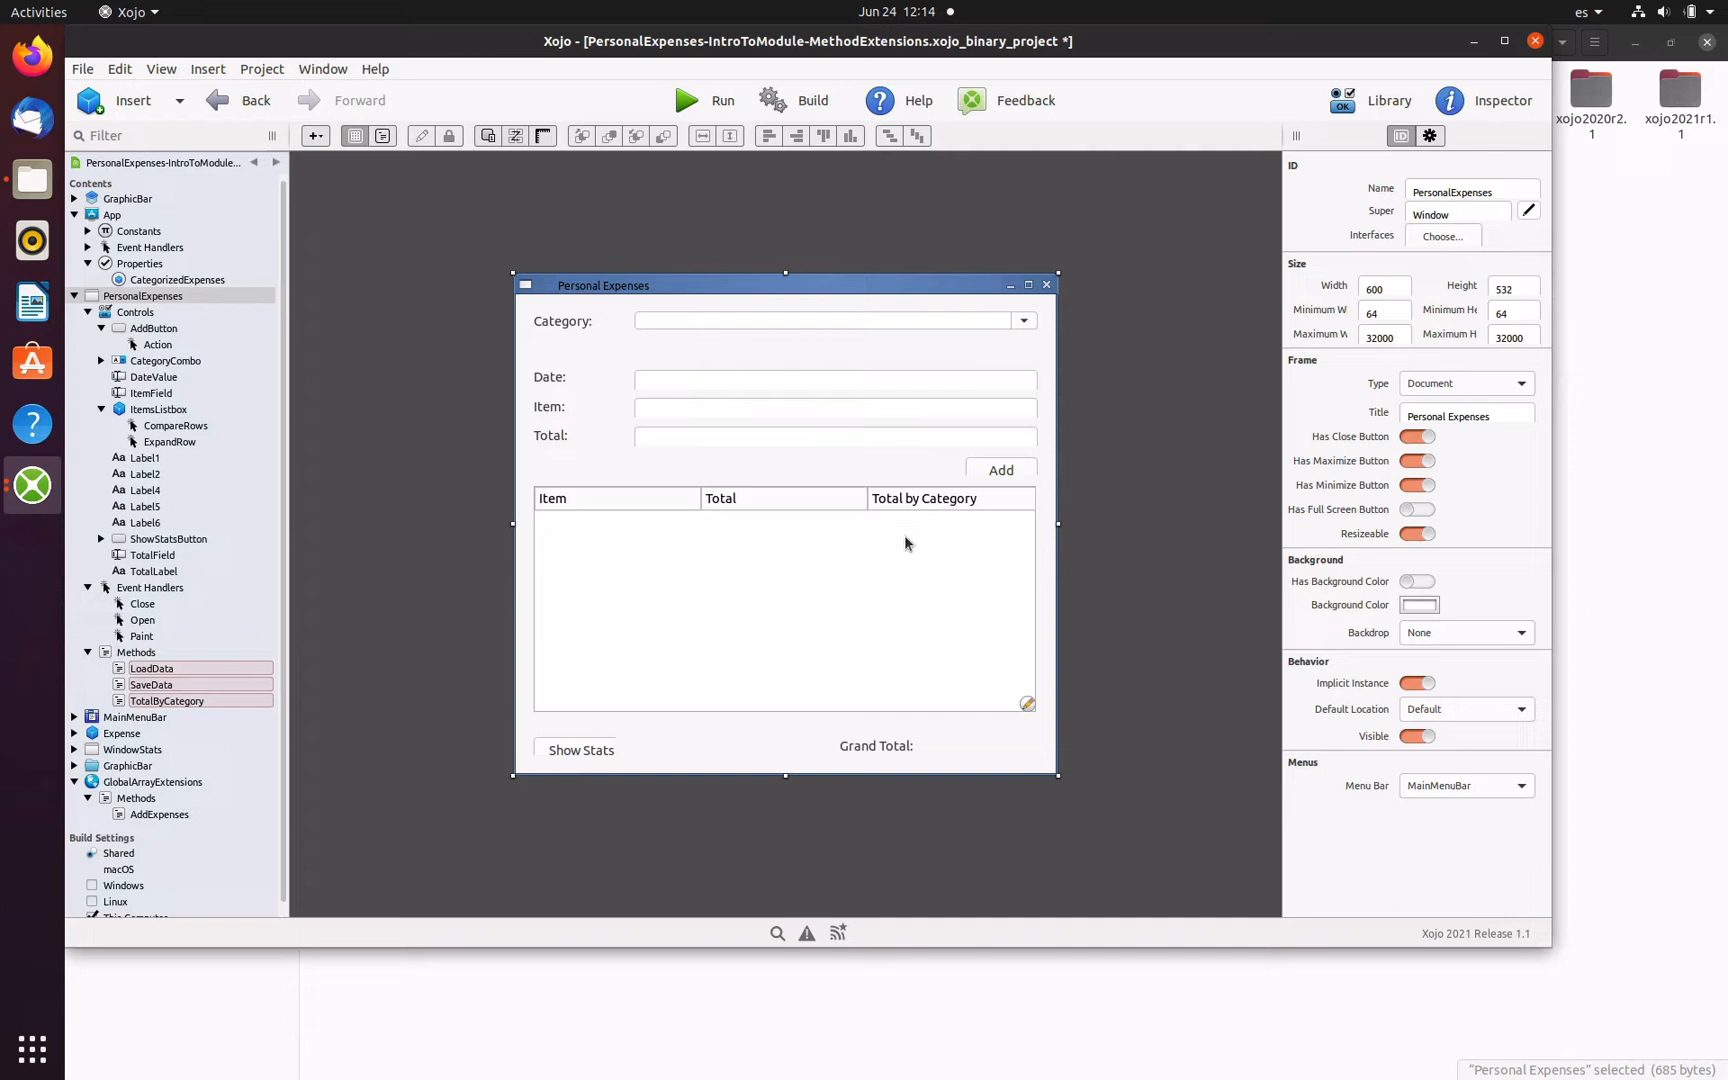 Activities
Xojo
Jun 24 12:14
es
Xojo - [PersonalExpenses-IntroToModule-MethodExtensions.xojo_binary_project *]
File Edit View Insert Project Window Help
Insert
Back
Forward
Run
Build
Help
Feedback
Library
Inspector
xojo2020r2.
1
xojo2021r1.
1
Filter
ID
PersonalExpenses-IntroToModule...
Contents
GraphicBar
App
Constants
Event Handlers
Properties
CategorizedExpenses
PersonalExpenses
Controls
AddButton
Action
CategoryCombo
DateValue
ItemField
ItemsListbox
CompareRows
ExpandRow
Label1
Label2
Label4
Label5
Label6
ShowStatsButton
TotalField
TotalLabel
Event Handlers
Close
Open
Paint
Methods
LoadData
SaveData
TotalByCategory
MainMenuBar
Expense
WindowStats
GraphicBar
GlobalArrayExtensions
Methods
AddExpenses
Build Settings
Shared
macOS
Windows
Linux
This Computer
Personal Expenses
Category:
Date:
Item:
Total:
Add
Item Total Total by Category
Show Stats
Grand Total:
ID
Name PersonalExpenses
Super Window
Interfaces Choose...
Size
Width 600 Height 532
Minimum W 64 Minimum He 64
Maximum W 32000 Maximum H 32000
Frame
Type Document
Title Personal Expenses
Has Close Button
Has Maximize Button
Has Minimize Button
Has Full Screen Button
Resizeable
Background
Has Background Color
Background Color
Backdrop None
Behavior
Implicit Instance
Default Location Default
Visible
Menus
Menu Bar MainMenuBar
Xojo 2021 Release 1.1
"Personal Expenses" selected (685 bytes)